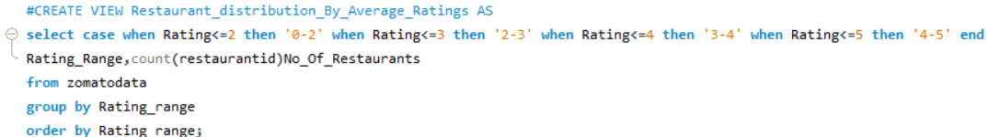 #CREATE VIEW Restaurant_distribution_By_Average_Ratings AS
select case when Rating<=2 then '0-2' when Rating<=3 then '2-3' when Rating<=4 then '3-4' when Rating<=5 then '4-5' end
Rating_Range,count(restaurantid)No_Of_Restaurants
from zomatodata
group by Rating_range
order by Rating_range;